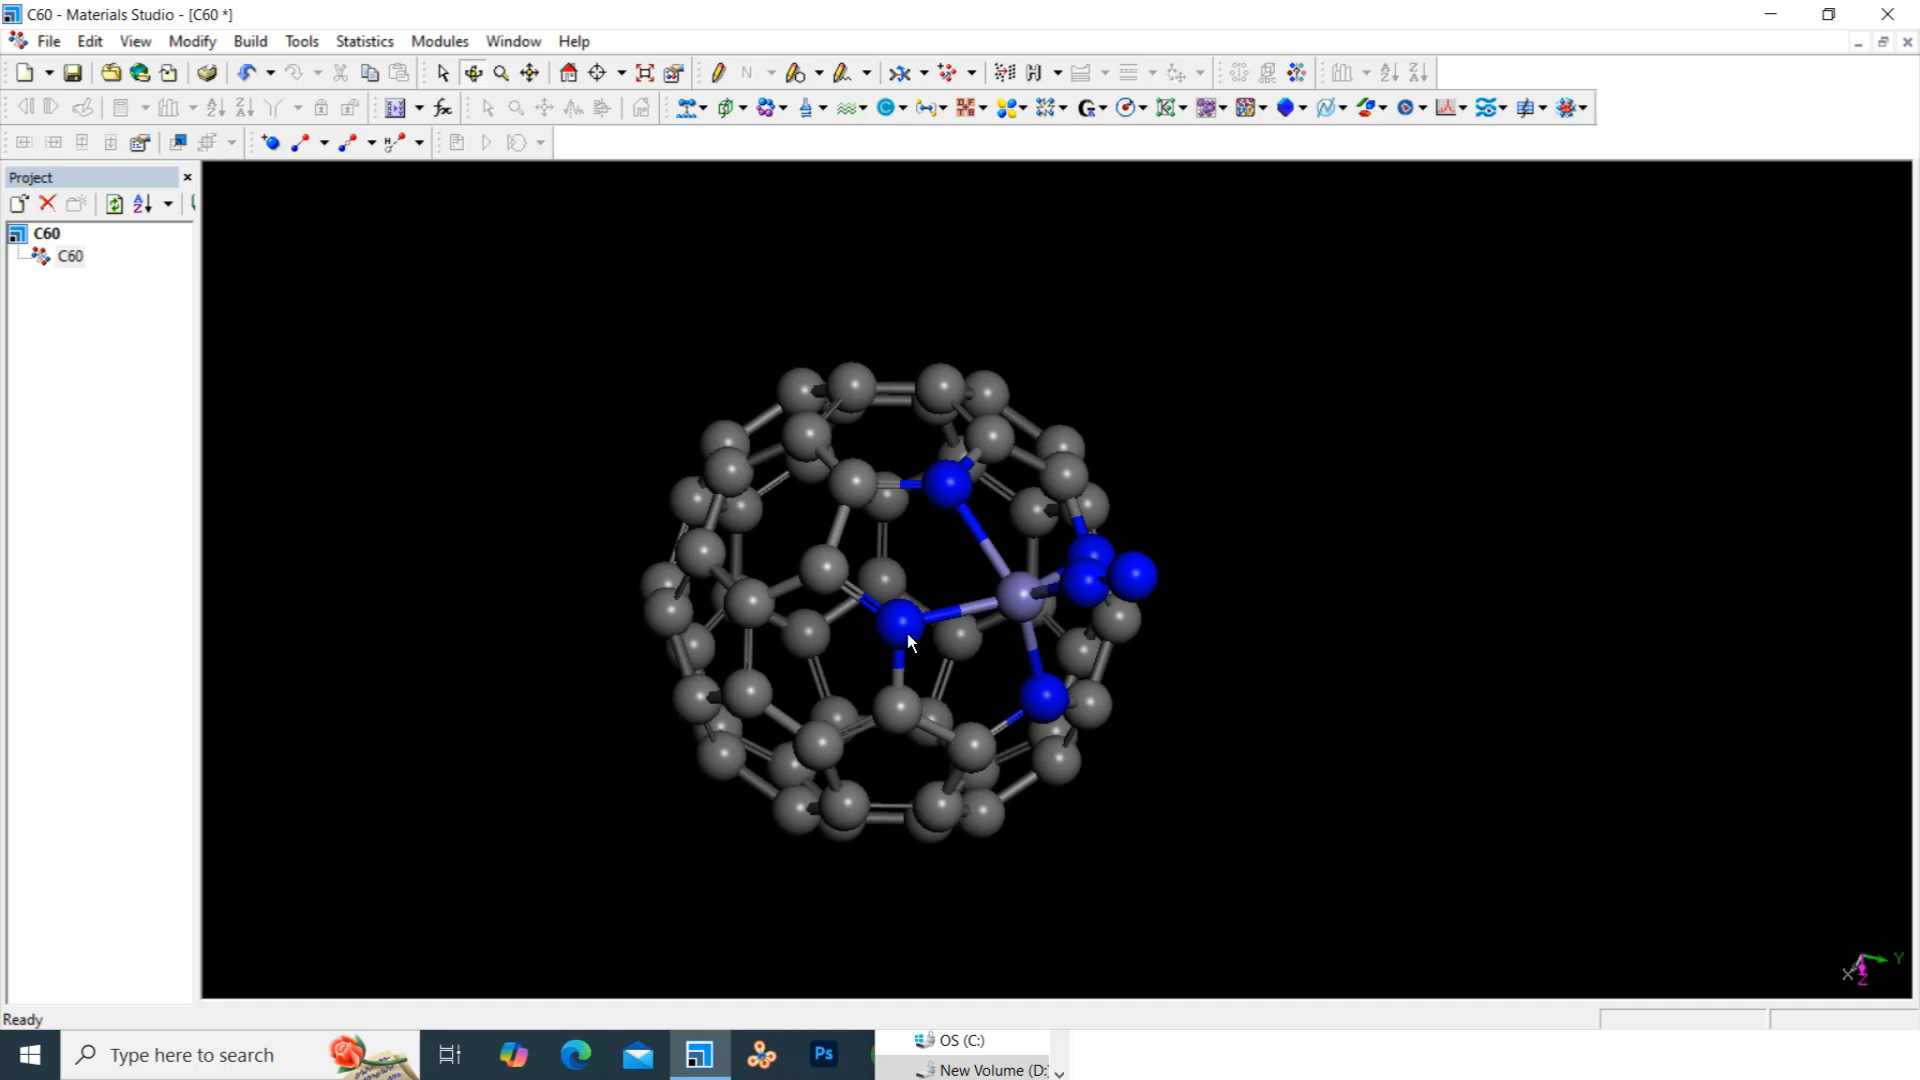 C60 - Materials Studio - [C60 *]
File Edit View Modify Build Tools Statistics Modules Window Help
Project
C60
C60
X Y Z
Ready
Type here to search
Ps
OS (C:)
New Volume (D: